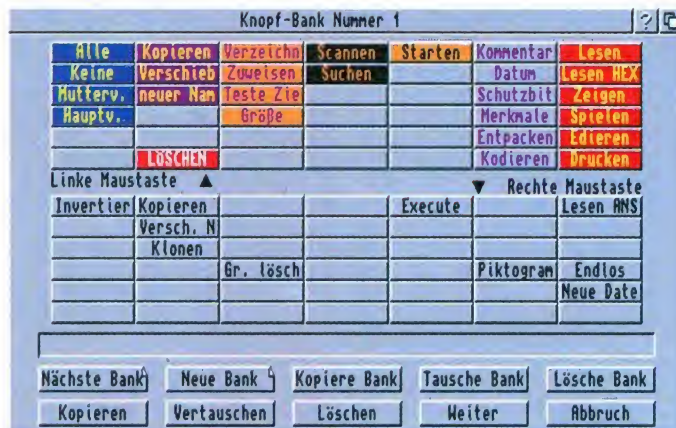 Knopf-Bank Nummer 1 ?
Alle Kopieren Verzeichn Scannen Starten Kommentar Lesen
Keine Verschieb Zuweisen Suchen Datum Lesen HEX
Mutterv. neuer Nam Teste Zie Schutzbit Zeigen
Hauptv. Größe Merkmale Spielen
Entpacken Edieren
LÖSCHEN Kodieren Drucken
Linke Maustaste ▲ ▼ Rechte Maustaste
Invertier Kopieren Execute Lesen ANS
Versch. N
Klonen
Gr. lösch Piktogram Endlos
Neue Date
Nächste Bank Neue Bank Kopiere Bank Tausche Bank Lösche Bank
Kopieren Vertauschen Löschen Weiter Abbruch